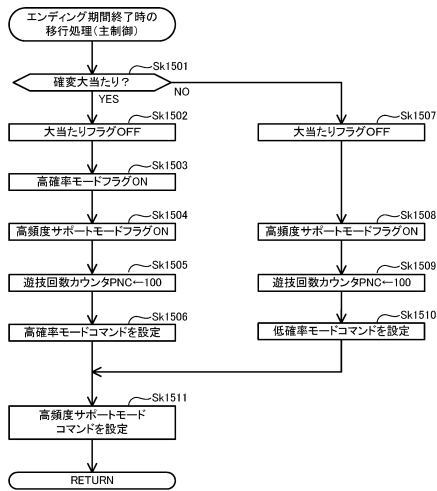 エンディング期間終了時の
移行処理(主制御)
Sk1501
確変大当たり?
YES
NO
Sk1502
大当たりフラグOFF
Sk1507
大当たりフラグOFF
Sk1503
高確率モードフラグON
Sk1504
高頻度サポートモードフラグON
Sk1508
高頻度サポートモードフラグON
Sk1505
遊技回数カウンタPNC←100
Sk1509
遊技回数カウンタPNC←100
Sk1506
高確率モードコマンドを設定
Sk1510
低確率モードコマンドを設定
Sk1511
高頻度サポートモード
コマンドを設定
RETURN